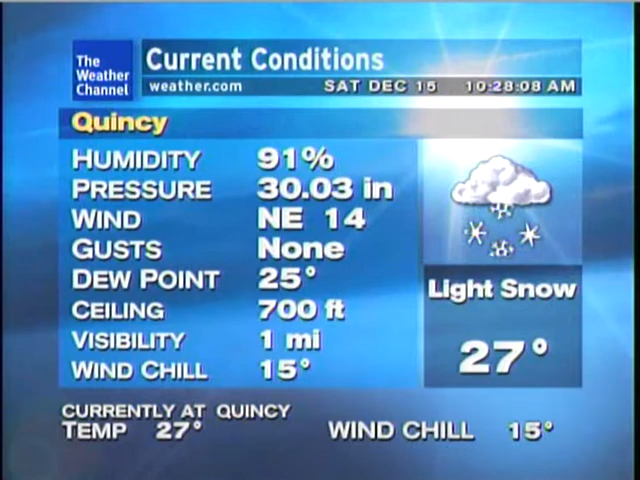 The
Weather
Channel
Current Conditions
weather.com SAT DEC 15 10:28:08 AM
Quincy
HUMIDITY 91%
PRESSURE 30.03 in
WIND NE 14
GUSTS None
DEW POINT 25°
CEILING 700 ft
VISIBILITY 1 mi
WIND CHILL 15°
Light Snow
27°
CURRENTLY AT QUINCY
TEMP 27° WIND CHILL 15°